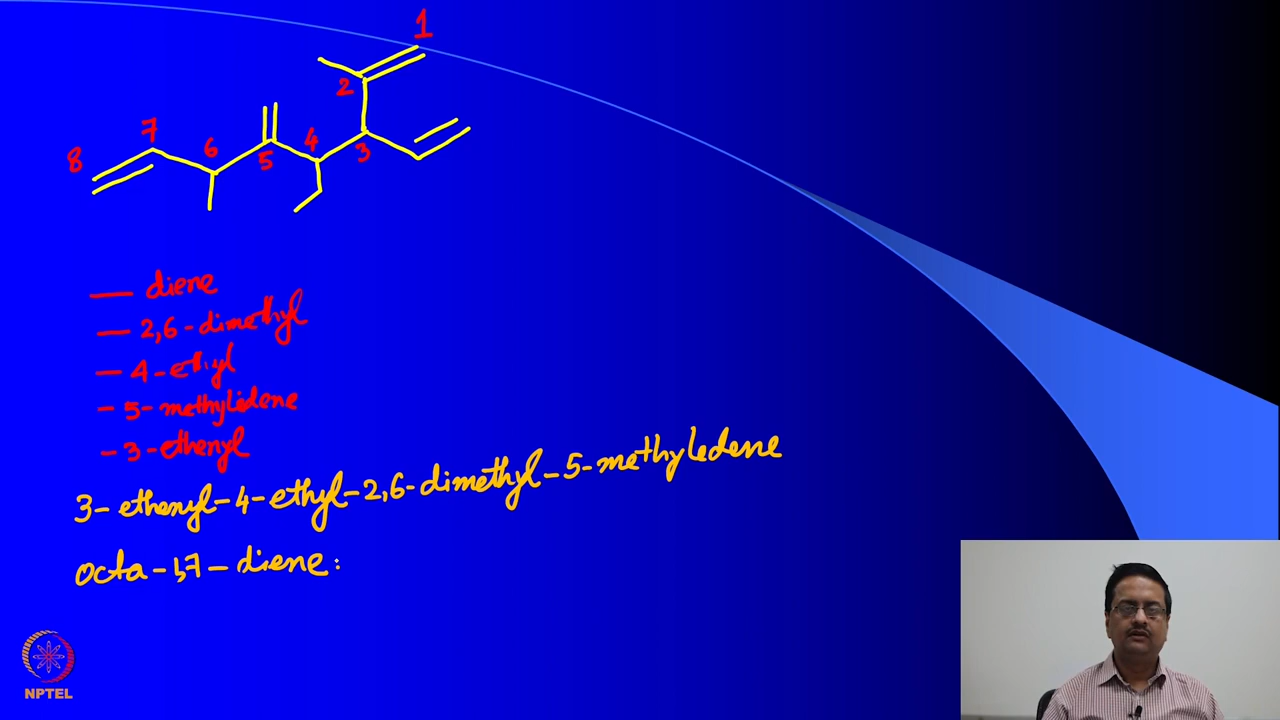 1
2
7
6
5
4
3
8
— diene
— 2,6-dimethyl
— 4-ethyl
- 5-methylidene
- 3-ethenyl
3-ethenyl-4-ethyl-2,6-dimethyl-5-methyledene
octa-1,7-diene:
NPTEL